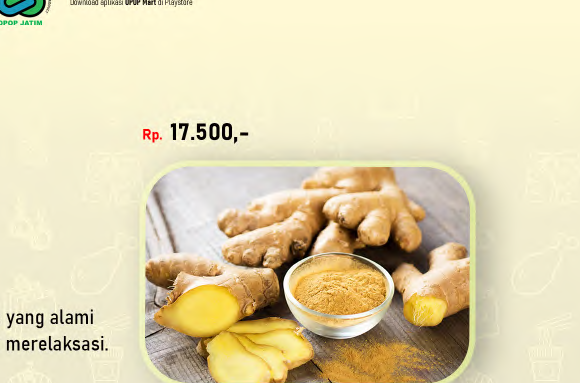 Download aplikasi OPOP Mart di Playstore
OPOP JATIM
Rp. 17.500,-
yang alami
merelaksasi.